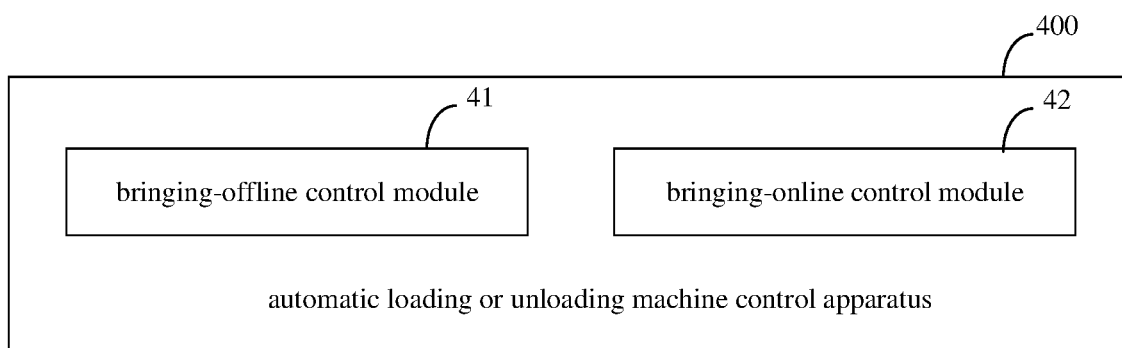 400
41
42
bringing-offline control module
bringing-online control module
automatic loading or unloading machine control apparatus